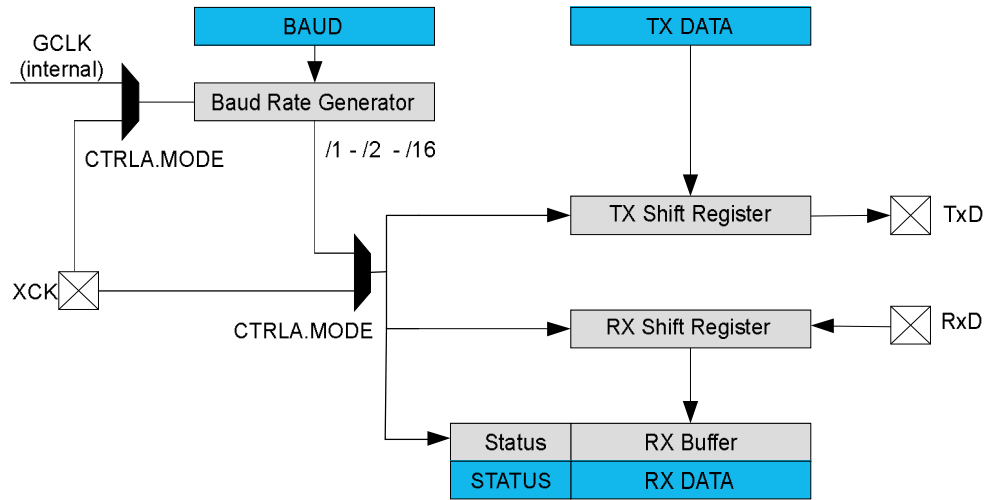 BAUD
TX DATA
GCLK
(internal)
Baud Rate Generator
CTRLA.MODE
/1 - /2 - /16
TX Shift Register
TxD
XCK
CTRLA.MODE
RX Shift Register
RxD
Status
RX Buffer
STATUS
RX DATA